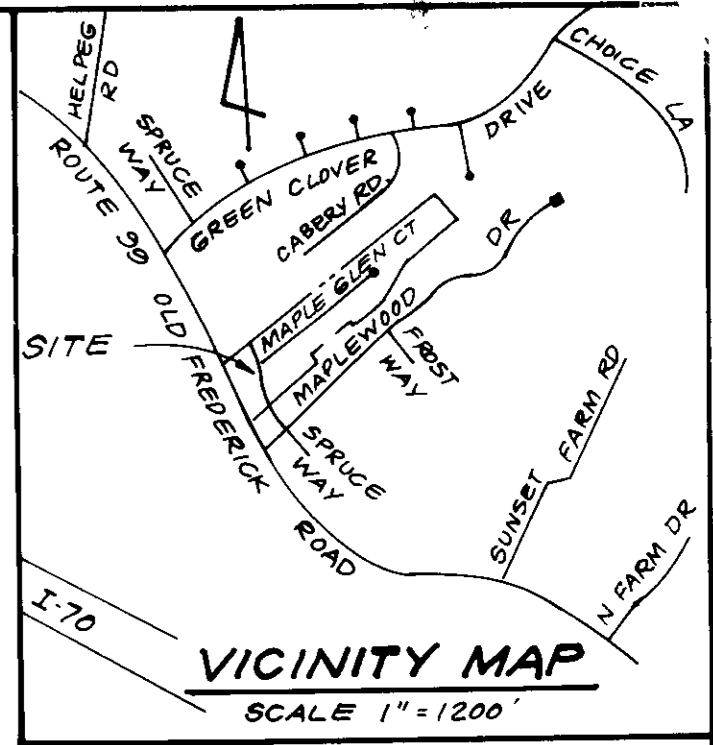 HELPEG
RD
CHOICE LA
SPRUCE
WAY
ROUTE 99
GREEN CLOVER
DRIVE
CABERY RD.
MAPLE GLEN CT
DR
OLD
FREDERICK
ROAD
SITE
MAPLEWOOD
FROST
WAY
SPRUCE
WAY
SUNSET FARM RD
N FARM DR
I-70
VICINITY MAP
SCALE 1"=1200'